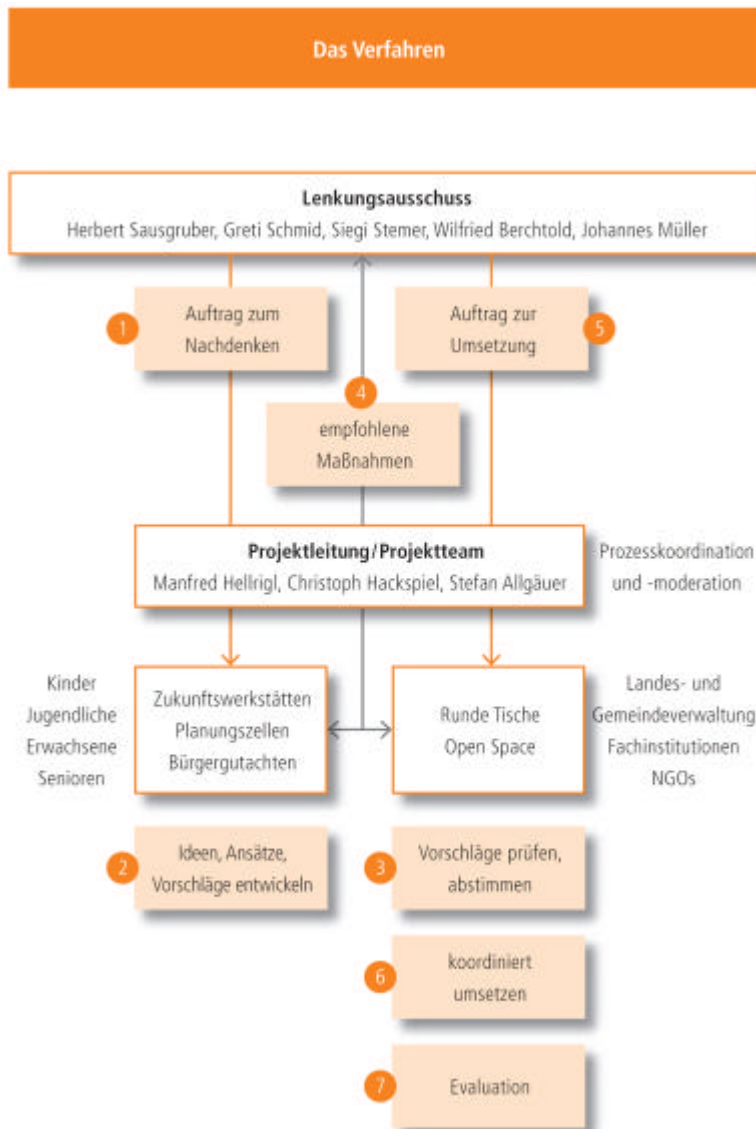 Das Verfahren
Lenkungsausschuss
Herbert Sausgruber, Greti Schmid, Siegi Stemer, Wilfried Berchtold, Johannes Müller
1
Auftrag zum
Nachdenken
Auftrag zur
Umsetzung
5
4
empfohlene
Maßnahmen
Projektleitung/Projektteam
Manfred Hellrigl, Christoph Hackspiel, Stefan Allgäuer
Prozesskoordination
und -moderation
Kinder
Jugendliche
Erwachsene
Senioren
Zukunftswerkstätten
Planungszellen
Bürgergutachten
Runde Tische
Open Space
Landes- und
Gemeindeverwaltung
Fachinstitutionen
NGOs
2
Ideen, Ansätze,
Vorschläge entwickeln
3
Vorschläge prüfen,
abstimmen
6
koordiniert
umsetzen
7
Evaluation